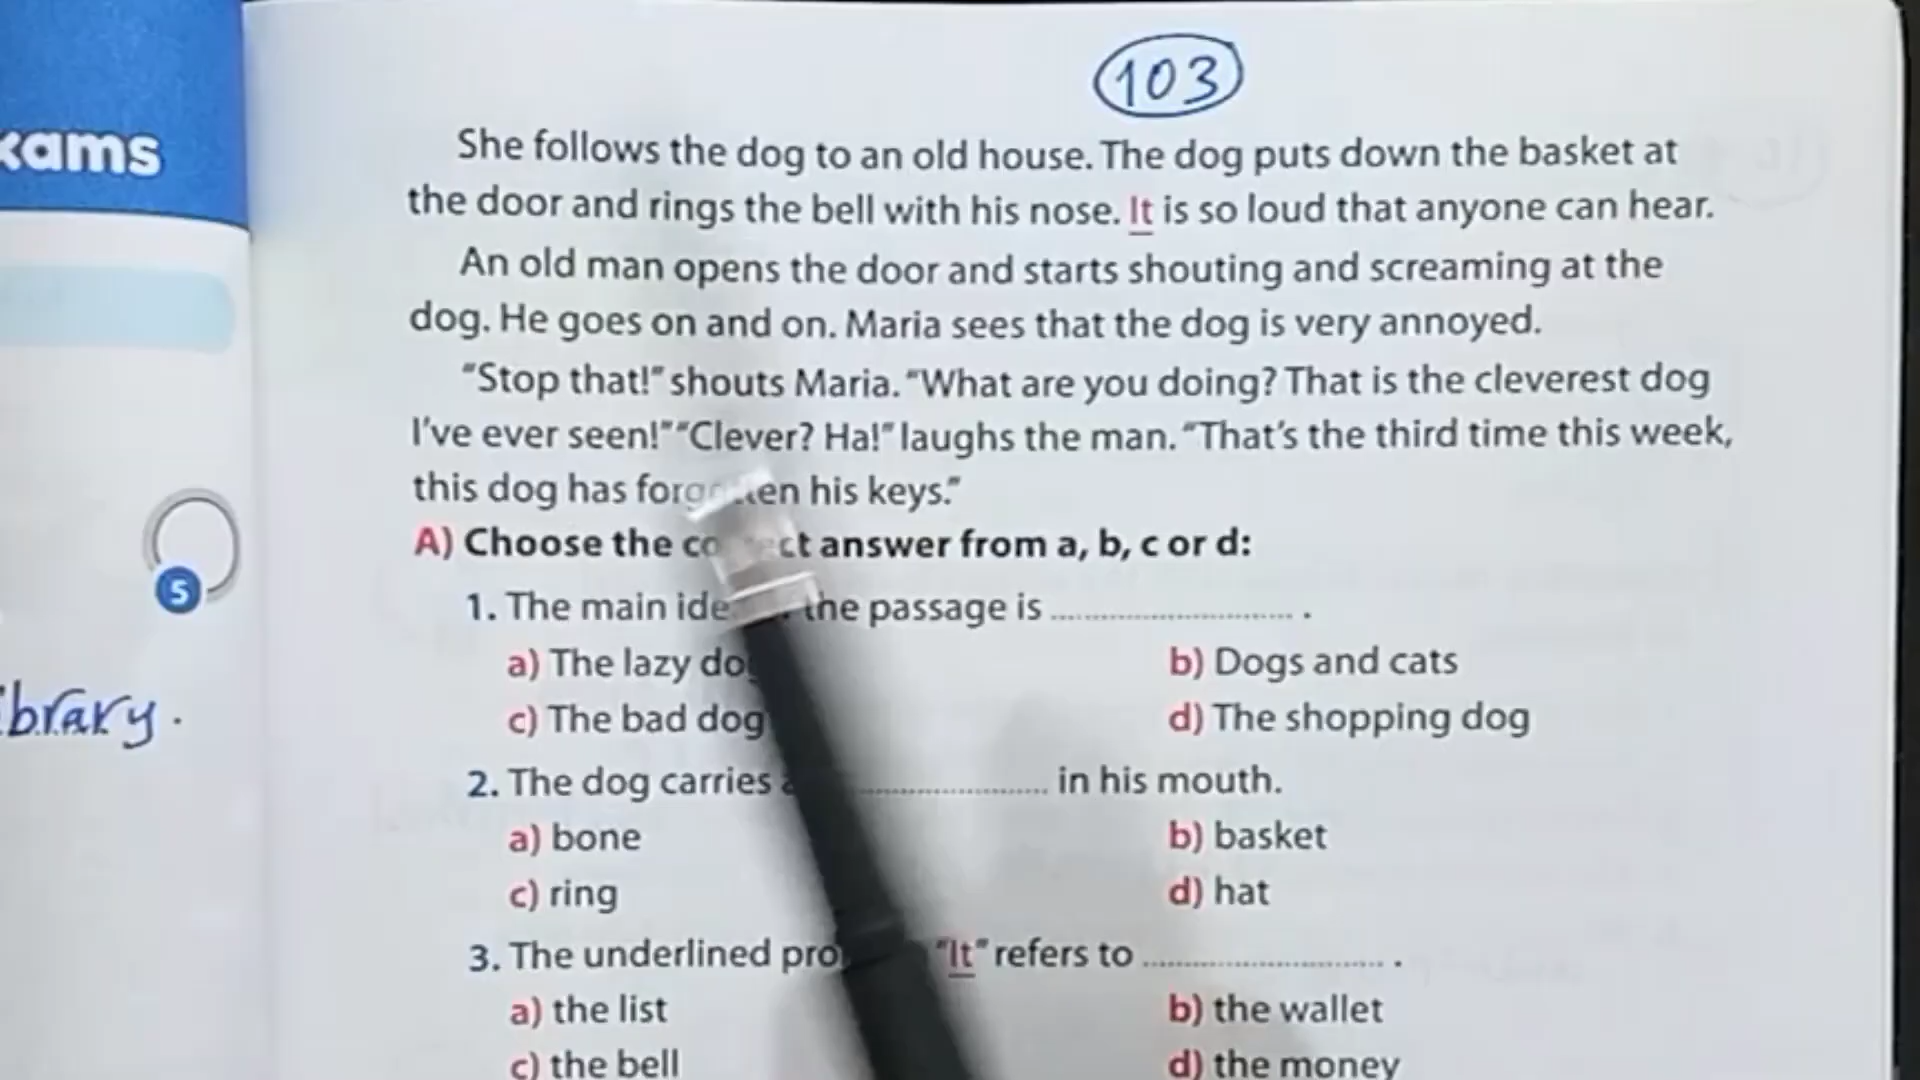 103
xams
She follows the dog to an old house. The dog puts down the basket at
the door and rings the bell with his nose. It is so loud that anyone can hear.
An old man opens the door and starts shouting and screaming at the
dog. He goes on and on. Maria sees that the dog is very annoyed.
"Stop that!" shouts Maria. "What are you doing? That is the cleverest dog
I've ever seen!" "Clever? Ha!" laughs the man. "That's the third time this week,
this dog has forgotten his keys."
A) Choose the correct answer from a, b, c or d:
5
1. The main ide the passage is .
a) The lazy dog
b) Dogs and cats
brary.
c) The bad dog
d) The shopping dog
2. The dog carries a in his mouth.
a) bone
b) basket
c) ring
d) hat
3. The underlined pro "It" refers to .
a) the list
b) the wallet
c) the bell
d) the money